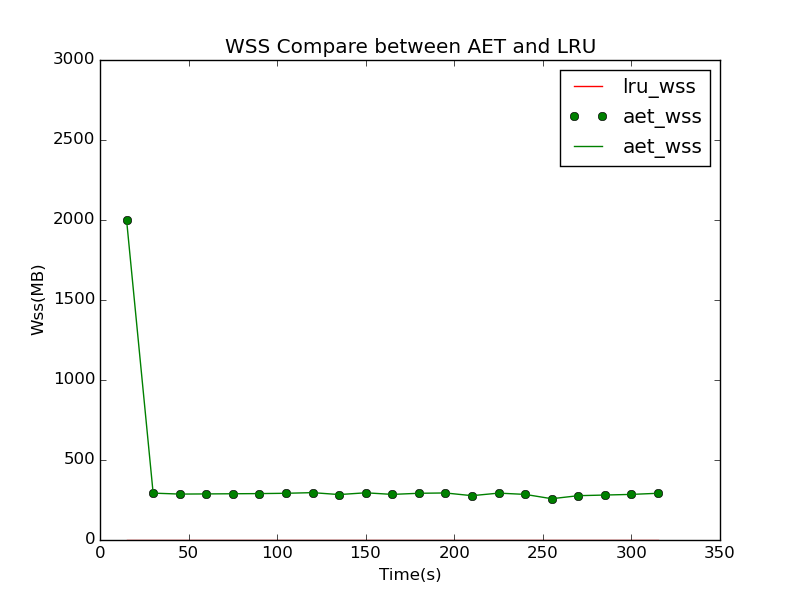 WSS Compare between AET and LRU
lru_wss
aet_wss
aet_wss
3000
2500
2000
1500
1000
500
0
Wss(MB)
0 50 100 150 200 250 300 350
Time(s)